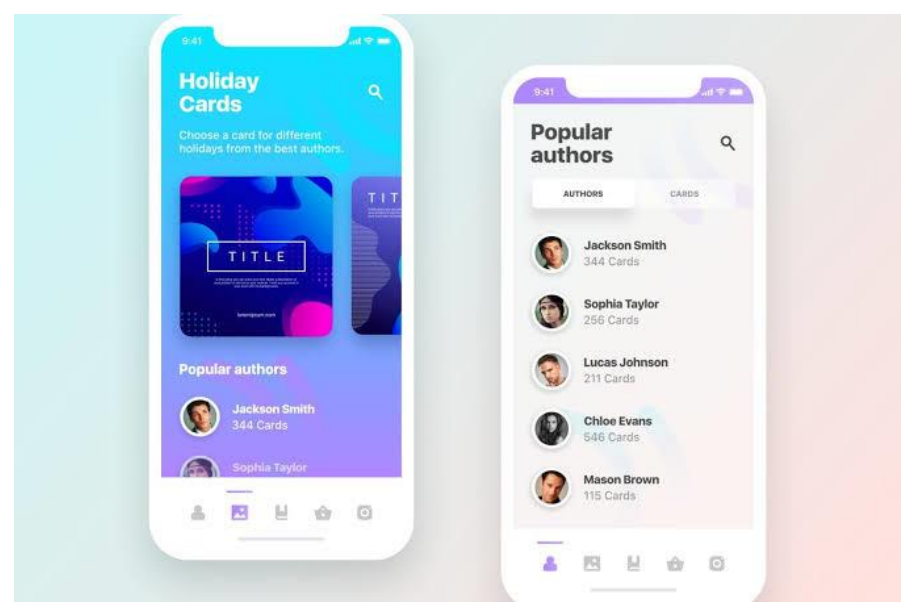 9:41
Holiday
Cards
Choose a card for different
holidays from the best authors.
TITLE
loremipsum.com
TIT
Popular authors
Jackson Smith
344 Cards
Sophia Taylor
9:41
Popular
authors
AUTHORS
CARDS
Jackson Smith
344 Cards
Sophia Taylor
256 Cards
Lucas Johnson
211 Cards
Chloe Evans
546 Cards
Mason Brown
115 Cards